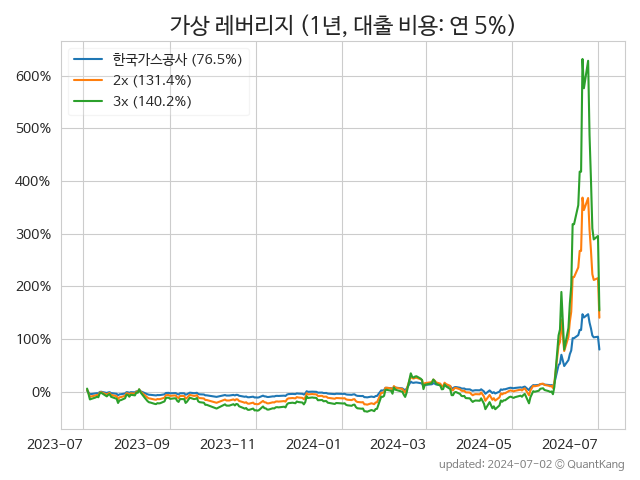 가상 레버리지 (1년, 대출 비용: 연 5%)
한국가스공사 (76.5%)
2x (131.4%)
3x (140.2%)
600%
500%
400%
300%
200%
100%
0%
2023-07 2023-09 2023-11 2024-01 2024-03 2024-05 2024-07
updated: 2024-07-02 © QuantKang